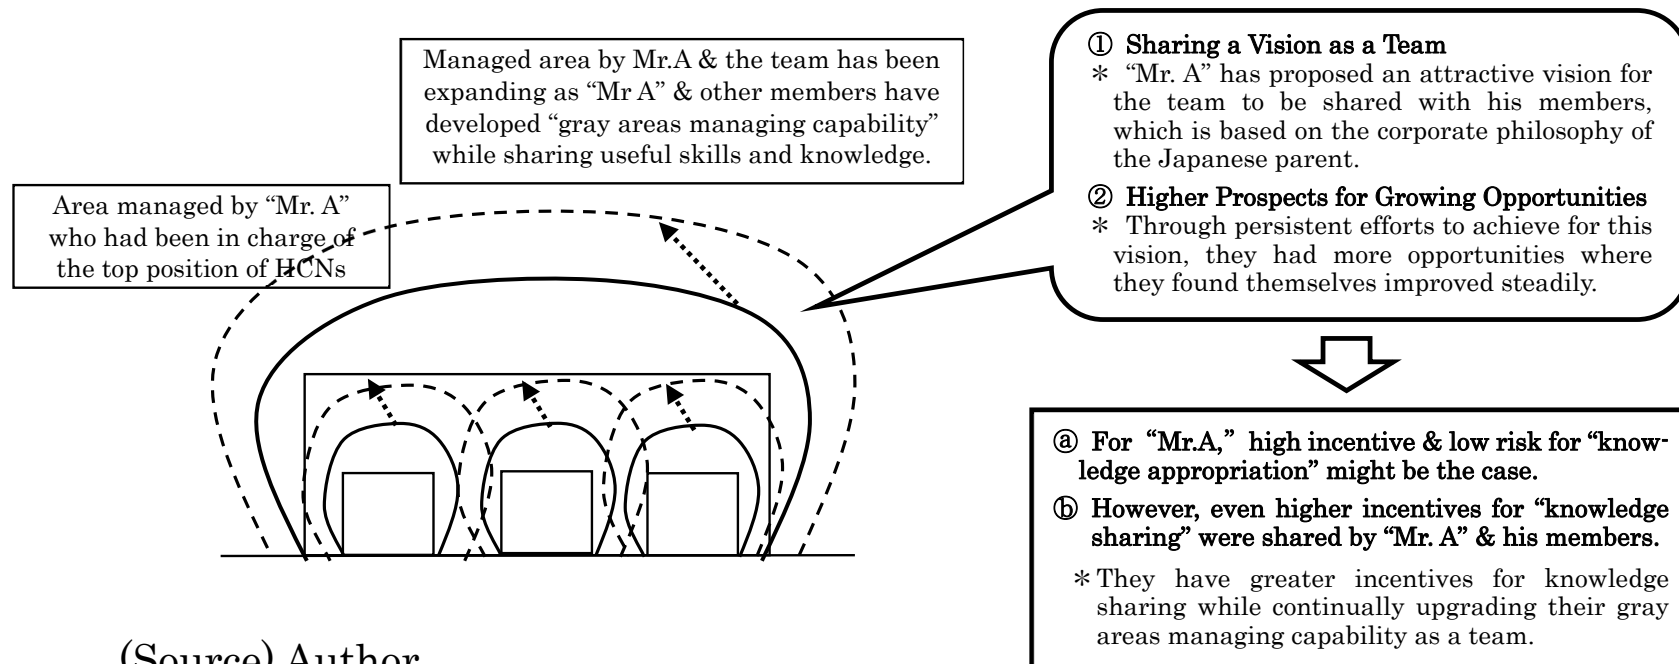 Managed area by Mr.A & the team has been
expanding as “Mr A” & other members have
developed “gray areas managing capability”
while sharing useful skills and knowledge.
Area managed by “Mr. A”
who had been in charge of
the top position of HCNs
① Sharing a Vision as a Team
＊ “Mr. A” has proposed an attractive vision for
the team to be shared with his members,
which is based on the corporate philosophy of
the Japanese parent.
② Higher Prospects for Growing Opportunities
＊ Through persistent efforts to achieve for this
vision, they had more opportunities where
they found themselves improved steadily.
ⓐ For “Mr.A,” high incentive & low risk for “know-
ledge appropriation” might be the case.
ⓑ However, even higher incentives for “knowledge
sharing” were shared by “Mr. A” & his members.
＊ They have greater incentives for knowledge
sharing while continually upgrading their gray
areas managing capability as a team.
(Source) Author